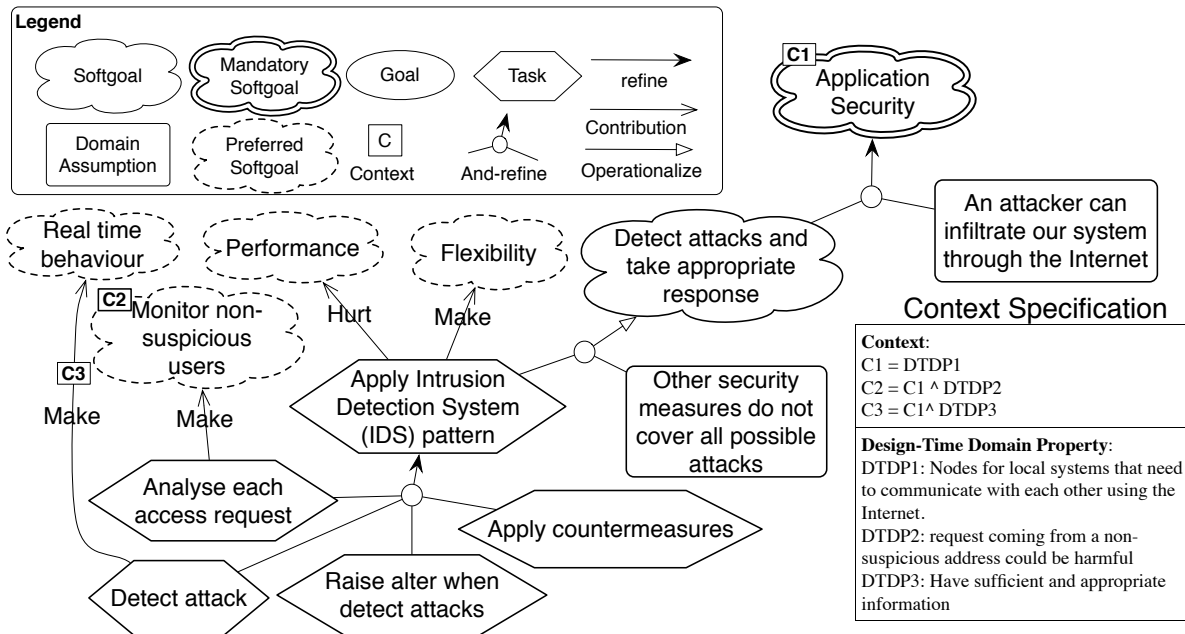 Legend
Softgoal
Mandatory
Softgoal
Goal
Task
refine
Contribution
Operationalize
Domain
Assumption
Preferred
Softgoal
C
Context
And-refine
C1
Application
Security
An attacker can
infiltrate our system
through the Internet
Detect attacks and
take appropriate
response
Real time
behaviour
Performance
Flexibility
C2
Monitor non-
suspicious
users
Hurt
Make
C3
Make
Make
Apply Intrusion
Detection System
(IDS) pattern
Other security
measures do not
cover all possible
attacks
Analyse each
access request
Apply countermeasures
Detect attack
Raise alter when
detect attacks
Context Specification
Context:
C1 = DTDP1
C2 = C1 ^ DTDP2
C3 = C1^ DTDP3
Design-Time Domain Property:
DTDP1: Nodes for local systems that need
to communicate with each other using the
Internet.
DTDP2: request coming from a non-
suspicious address could be harmful
DTDP3: Have sufficient and appropriate
information